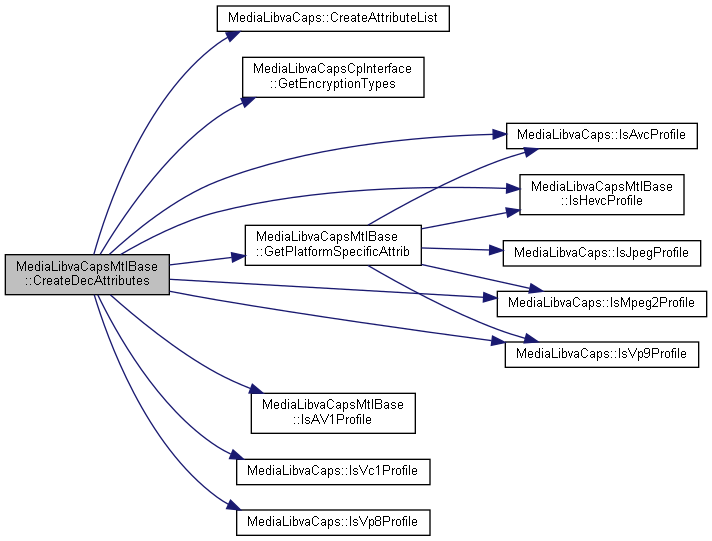 MediaLibvaCaps::CreateAttributeList
MediaLibvaCapsCpInterface
::GetEncryptionTypes
MediaLibvaCaps::IsAvcProfile
MediaLibvaCapsMtlBase
::IsHevcProfile
MediaLibvaCapsMtlBase
::GetPlatformSpecificAttrib
MediaLibvaCaps::IsJpegProfile
MediaLibvaCapsMtlBase
::CreateDecAttributes
MediaLibvaCaps::IsMpeg2Profile
MediaLibvaCaps::IsVp9Profile
MediaLibvaCapsMtlBase
::IsAV1Profile
MediaLibvaCaps::IsVc1Profile
MediaLibvaCaps::IsVp8Profile